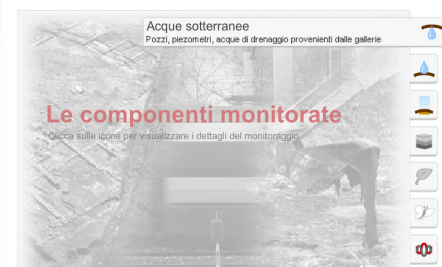 Acque sotterranee
Pozzi, piezometri, acque di drenaggio provenienti dalle gallerie
Le componenti monitorate
Clicca sulle icone per visualizzare i dettagli del monitoraggio